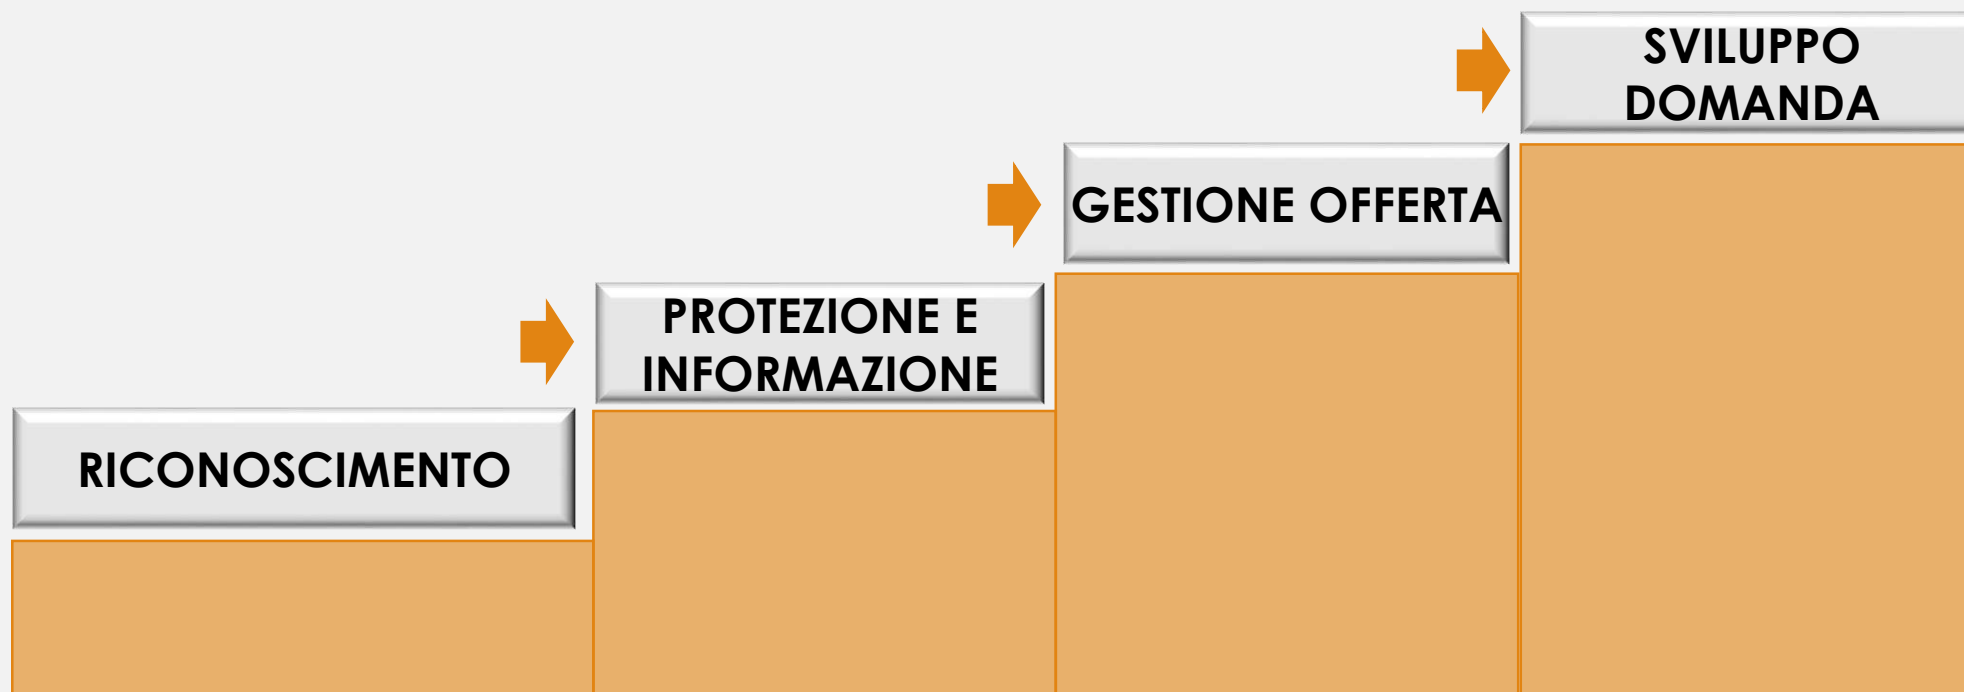 RICONOSCIMENTO
PROTEZIONE E
INFORMAZIONE
GESTIONE OFFERTA
SVILUPPO
DOMANDA